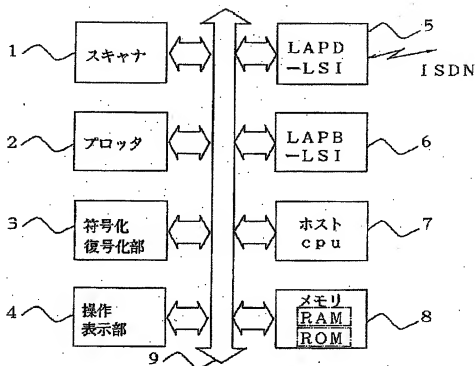 1
スキャナ
2
プロッタ
3
符号化
復号化部
4
操作
表示部
9
LAPD
-LSI
5
ISDN
LAPB
-LSI
6
ホスト
cpu
7
メモリ
RAM
ROM
8